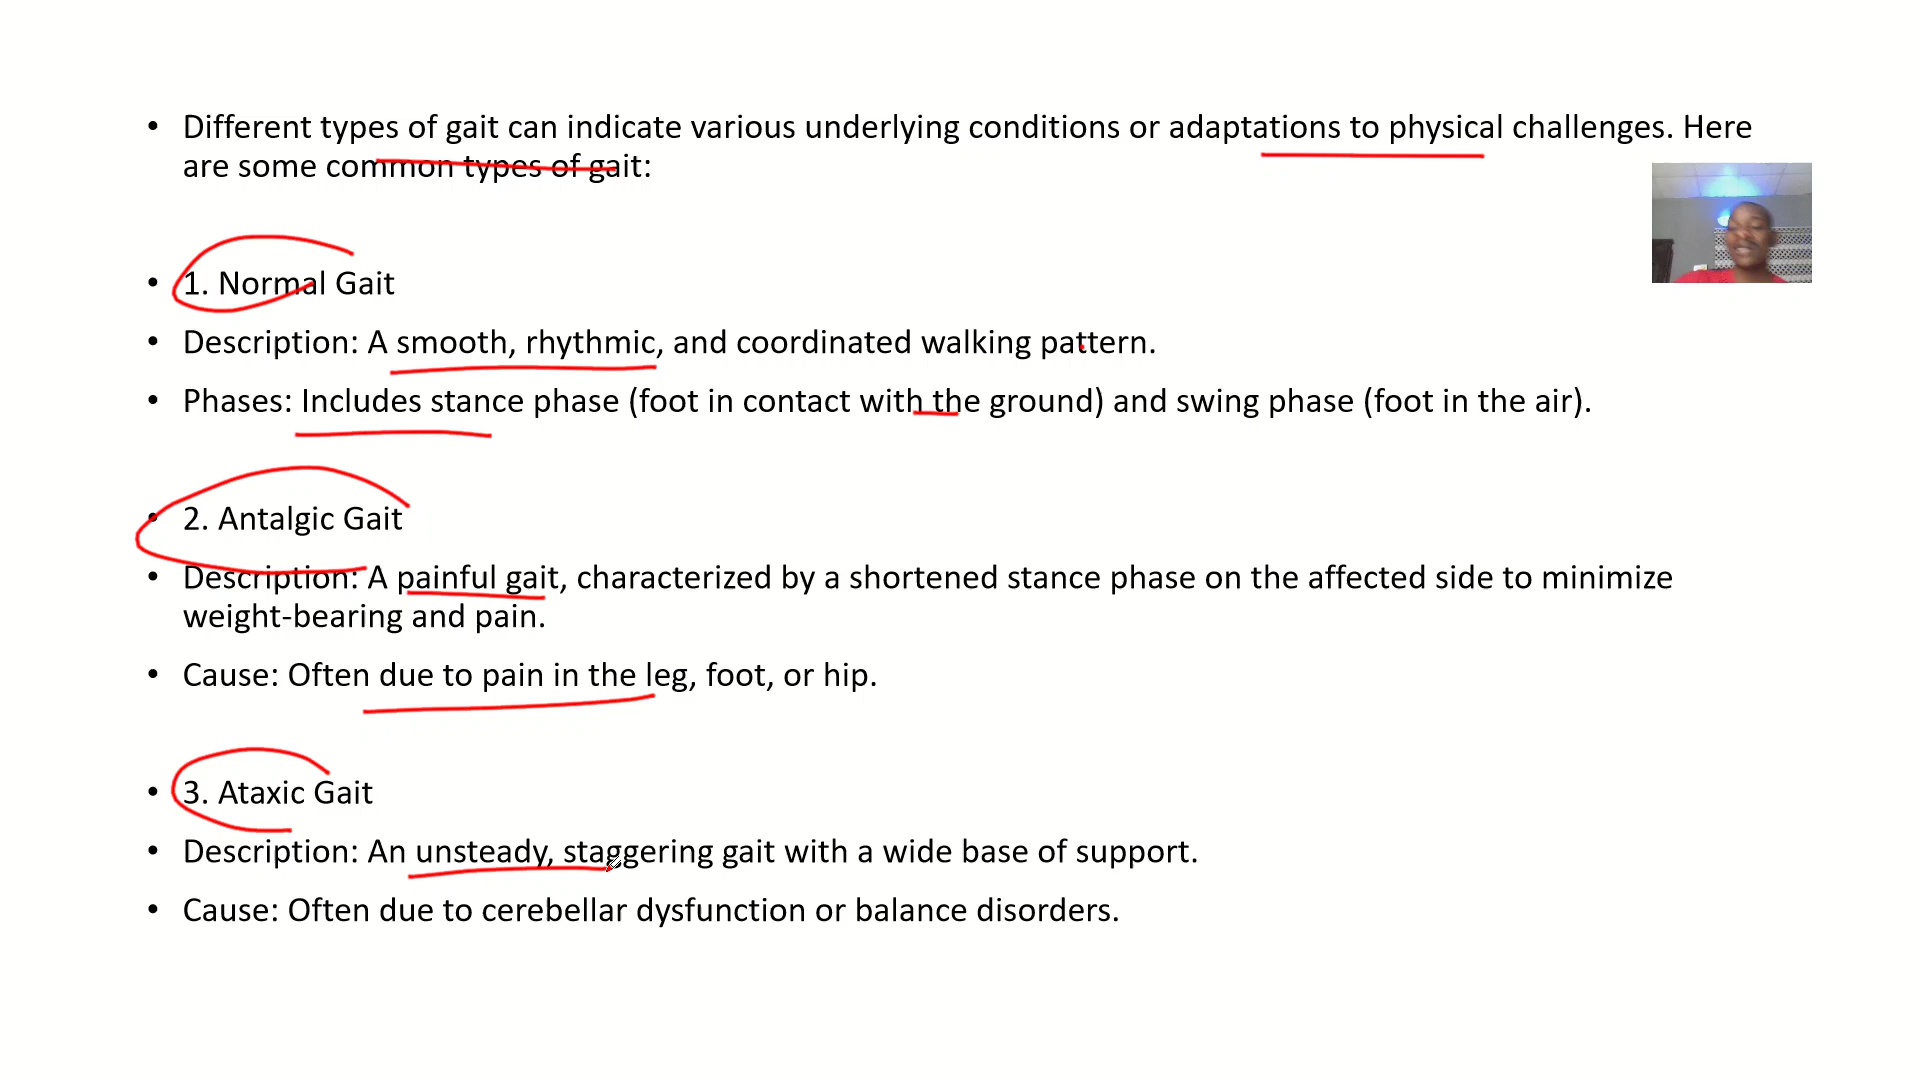 • Different types of gait can indicate various underlying conditions or adaptations to physical challenges. Here
are some common types of gait:
• 1. Normal Gait
• Description: A smooth, rhythmic, and coordinated walking pattern.
• Phases: Includes stance phase (foot in contact with the ground) and swing phase (foot in the air).
• 2. Antalgic Gait
• Description: A painful gait, characterized by a shortened stance phase on the affected side to minimize
weight-bearing and pain.
• Cause: Often due to pain in the leg, foot, or hip.
• 3. Ataxic Gait
• Description: An unsteady, staggering gait with a wide base of support.
• Cause: Often due to cerebellar dysfunction or balance disorders.